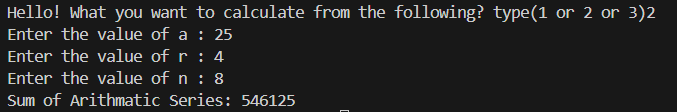 Hello! What you want to calculate from the following? type(1 or 2 or 3)2
Enter the value of a : 25
Enter the value of r : 4
Enter the value of n : 8
Sum of Arithmatic Series: 546125